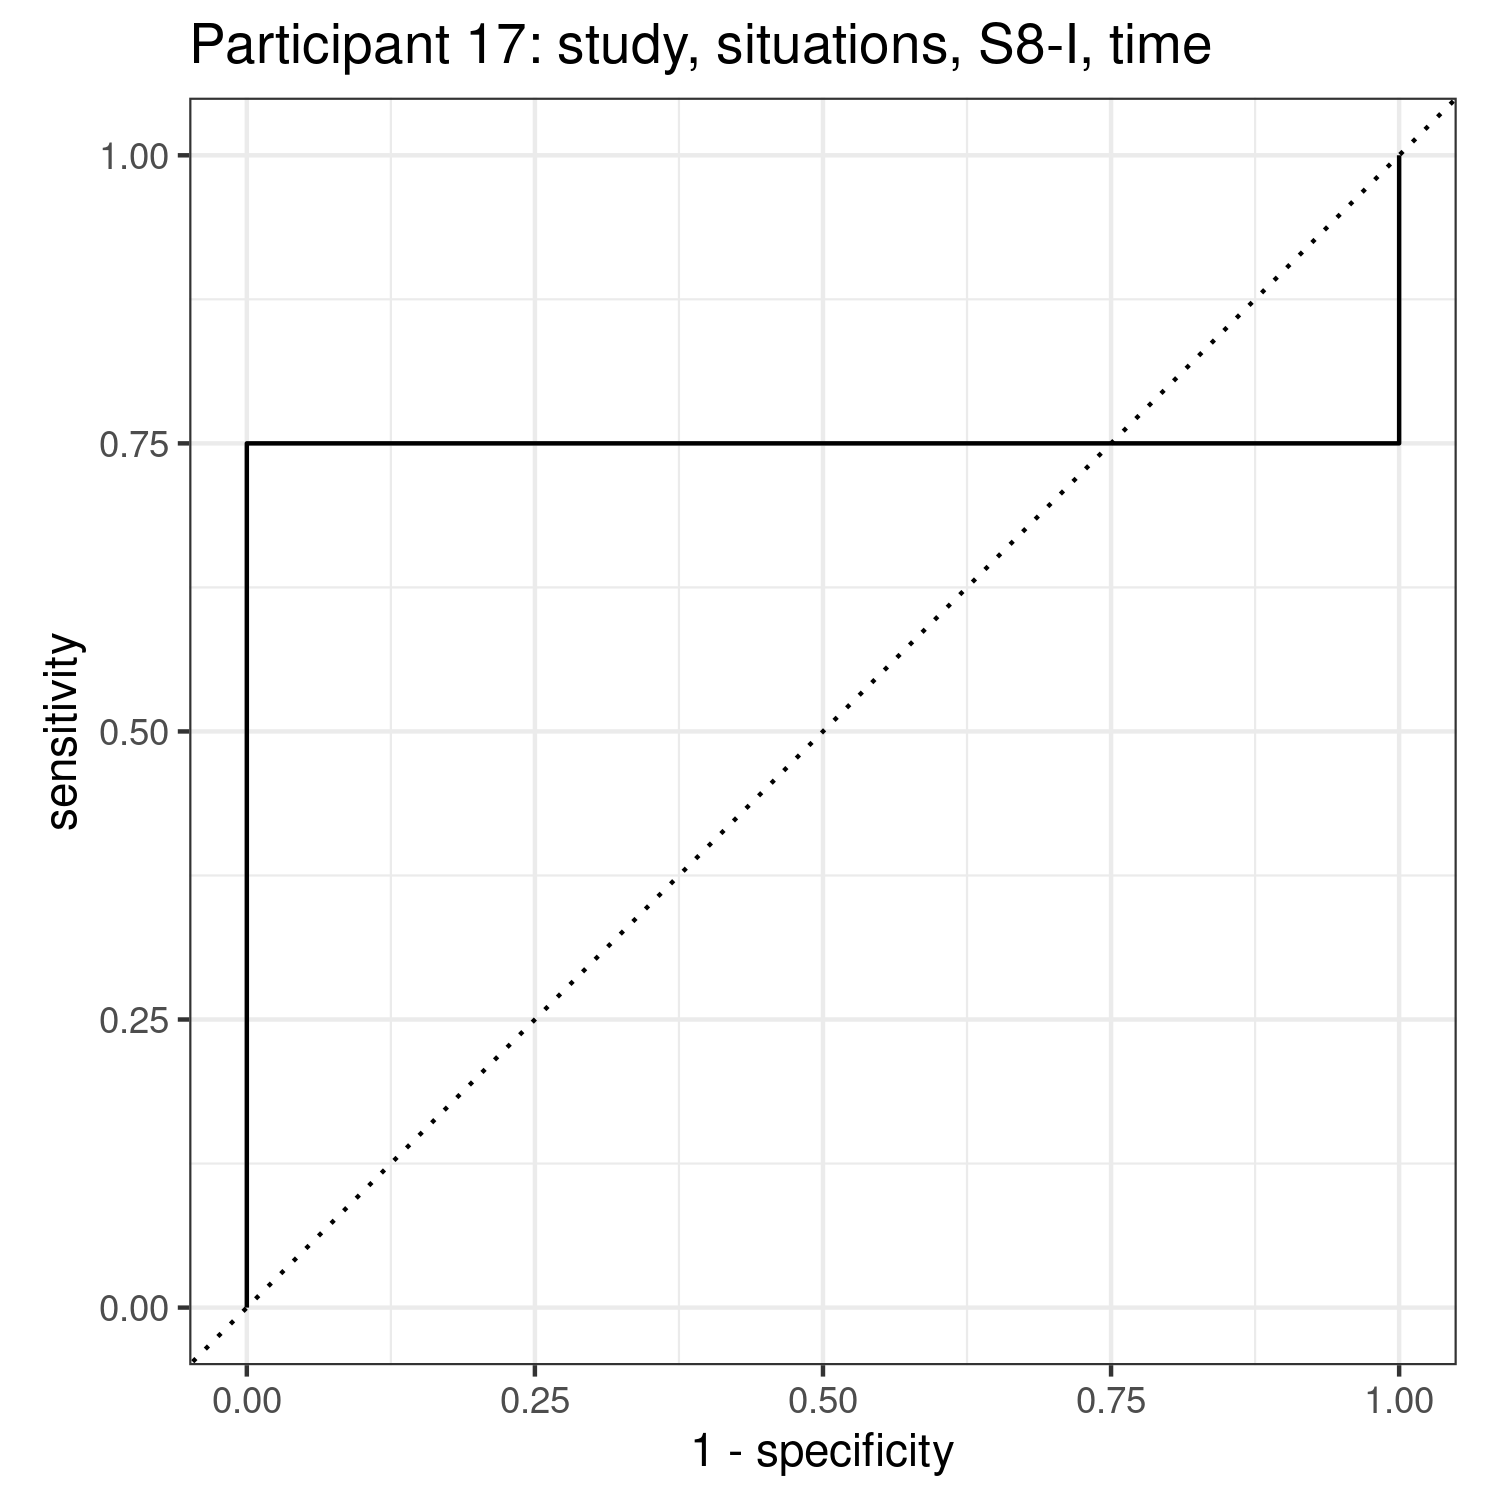 Participant 17: study, situations, S8-I, time
1.00
0.75
0.50
0.25
0.00
sensitivity
0.00 0.25 0.50 0.75 1.00
1 - specificity